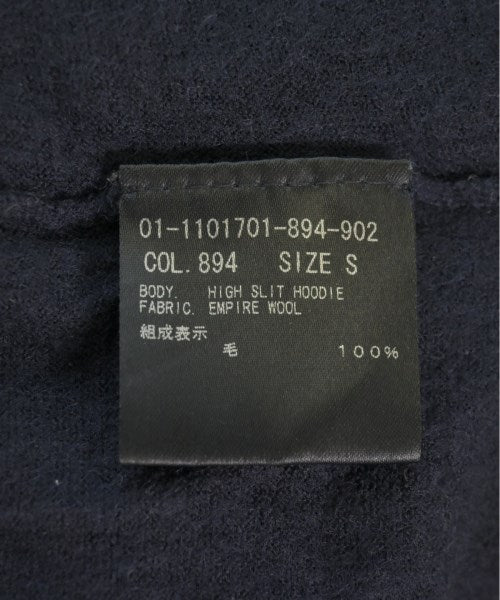 01-1101701-894-902
COL. 894 SIZE S
BODY. HIGH SLIT HOODIE
FABRIC. EMPIRE WOOL
組成表示
毛 100%